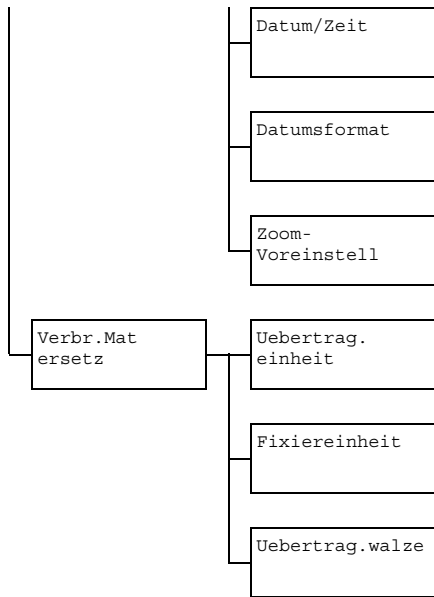 Datum/Zeit
Datumsformat
Zoom-
Voreinstell
Verbr.Mat
ersetz
Uebertrag.
einheit
Fixiereinheit
Uebertrag.walze